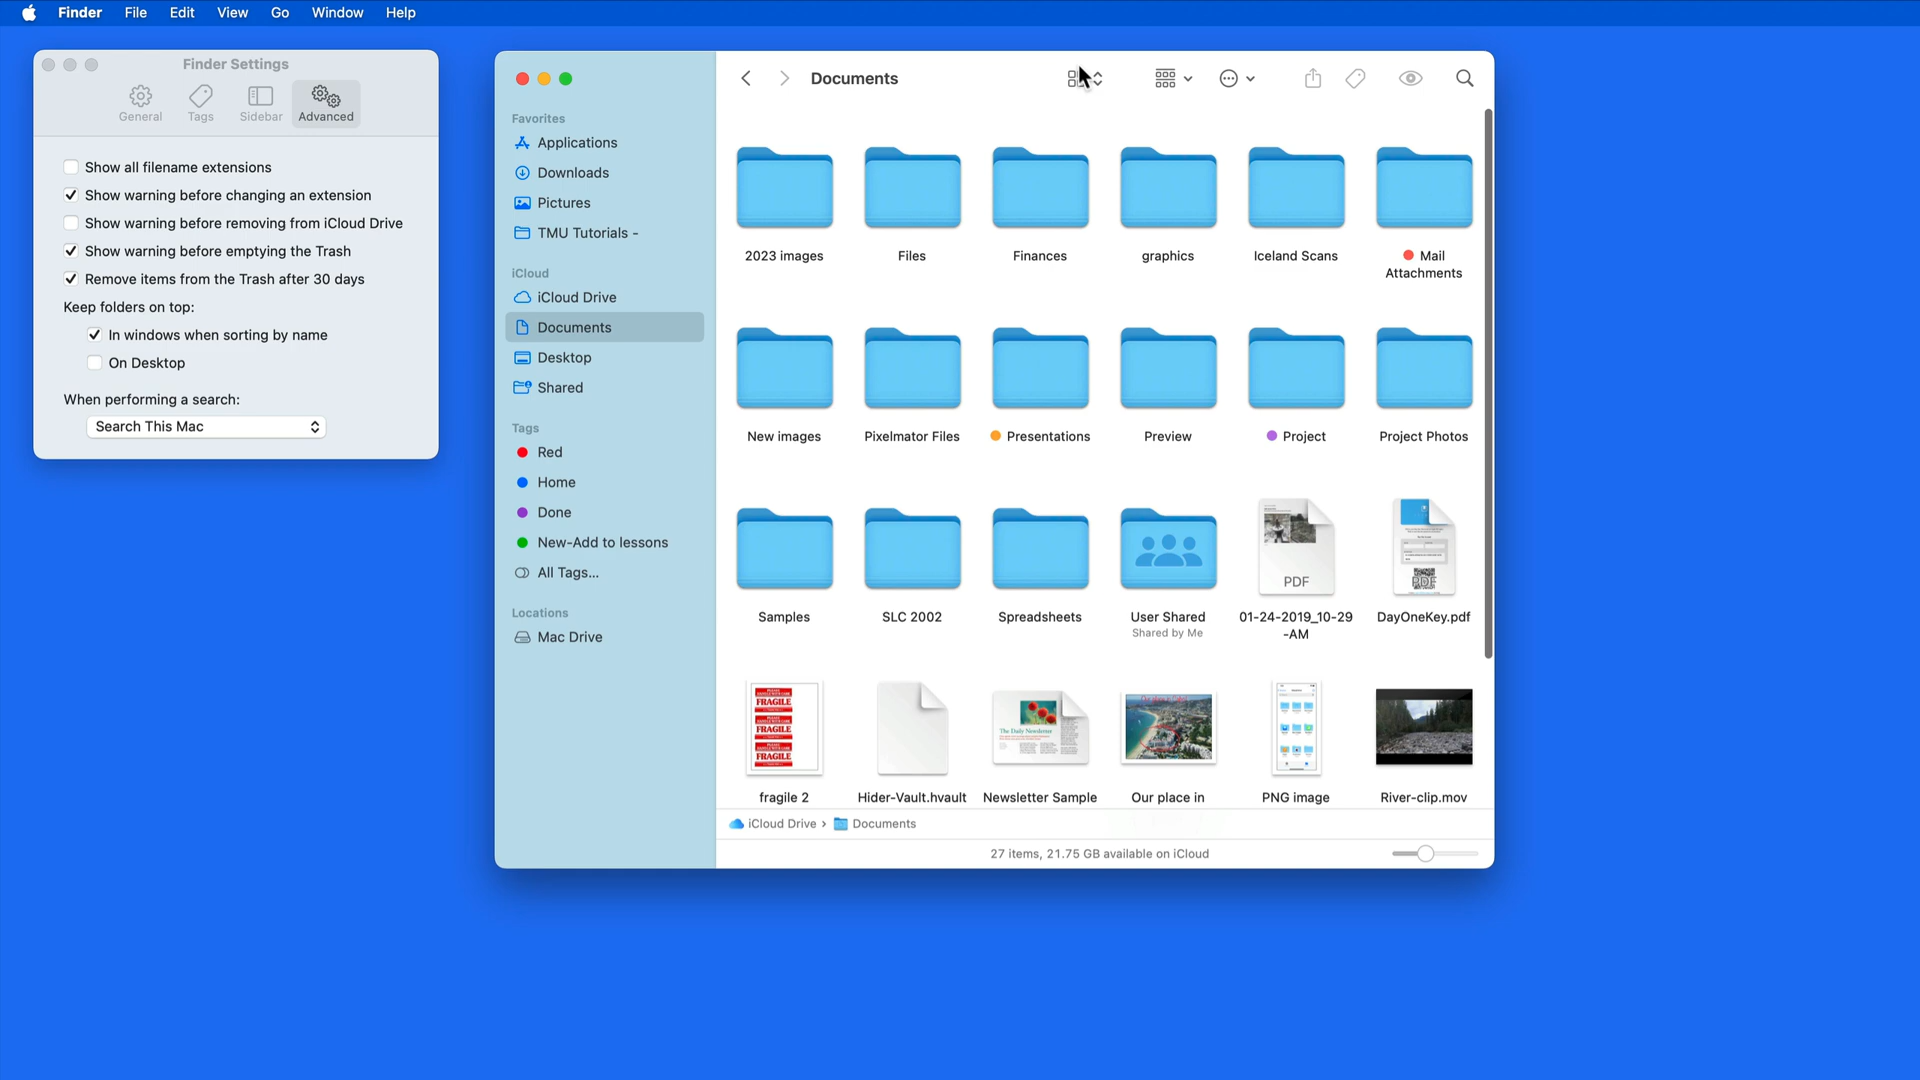 Finder File Edit View Go Window Help
Finder Settings
General Tags Sidebar Advanced
Show all filename extensions
Show warning before changing an extension
Show warning before removing from iCloud Drive
Show warning before emptying the Trash
Remove items from the Trash after 30 days
Keep folders on top:
In windows when sorting by name
On Desktop
When performing a search:
Search This Mac
Favorites
Applications
Downloads
Pictures
TMU Tutorials -
iCloud
iCloud Drive
Documents
Desktop
Shared
Tags
Red
Home
Done
New-Add to lessons
All Tags...
Locations
Mac Drive
Documents
2023 images
Files
Finances
graphics
Iceland Scans
Mail
Attachments
New images
Pixelmator Files
Presentations
Preview
Project
Project Photos
Samples
SLC 2002
Spreadsheets
User Shared
Shared by Me
PDF
01-24-2019_10-29
-AM
PDF
DayOneKey.pdf
FRAGILE
FRAGILE
FRAGILE
fragile 2
Hider-Vault.hvault
The Daily Newsletter
Newsletter Sample
Our place in
PNG image
River-clip.mov
iCloud Drive › Documents
27 items, 21.75 GB available on iCloud